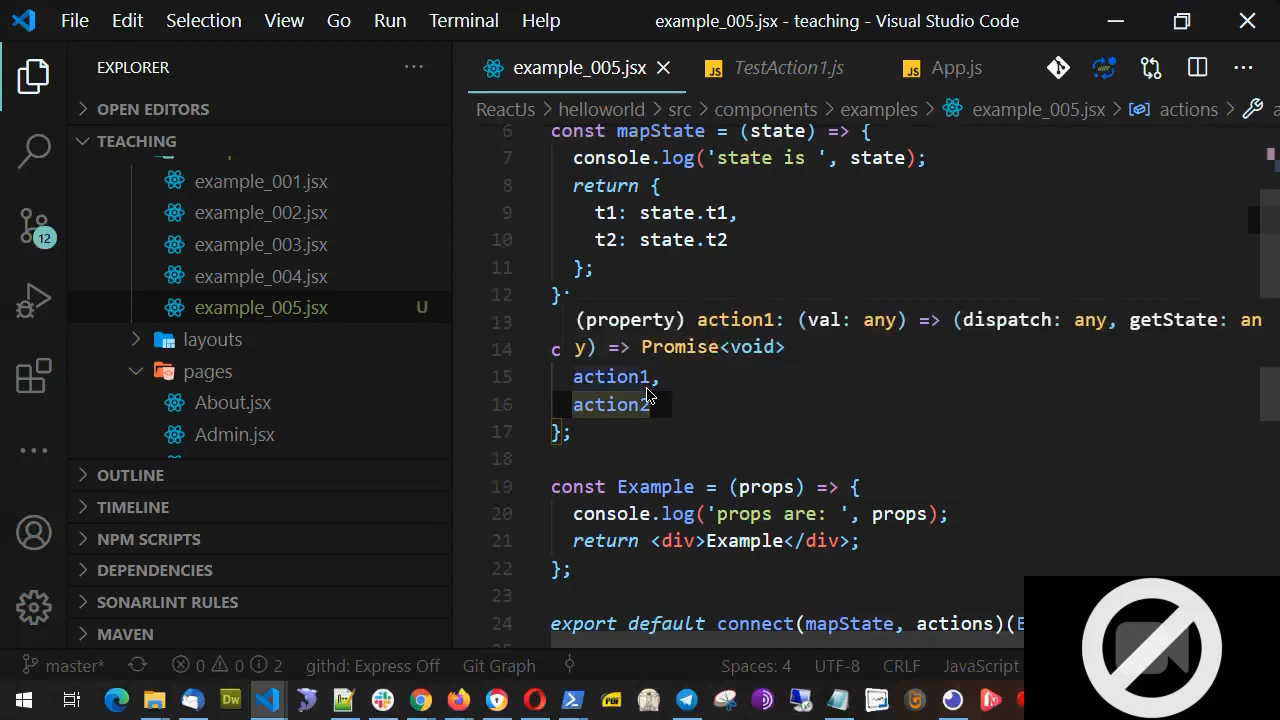 File Edit Selection View Go Run Terminal Help example_005.jsx - teaching - Visual Studio Code
EXPLORER
OPEN EDITORS
TEACHING
example_001.jsx
example_002.jsx
example_003.jsx
example_004.jsx
example_005.jsx U
layouts
pages
About.jsx
Admin.jsx
OUTLINE
TIMELINE
NPM SCRIPTS
DEPENDENCIES
SONARLINT RULES
MAVEN
12
example_005.jsx JS TestAction1.js JS App.js
ReactJs > helloworld > src > components > examples > example_005.jsx > actions >
6 const mapState = (state) => {
7 console.log('state is ', state);
8 return {
9 t1: state.t1,
10 t2: state.t2
11 };
12 }
13 (property) action1: (val: any) => (dispatch: any, getState: an
14 c y) => Promise<void>
15 action1,
16 action2
17 };
18
19 const Example = (props) => {
20 console.log('props are: ', props);
21 return <div>Example</div>;
22 };
23
24 export default connect(mapState, actions)(E
master* 0 0 2 githd: Express Off Git Graph Spaces: 4 UTF-8 CRLF JavaScript
Dw